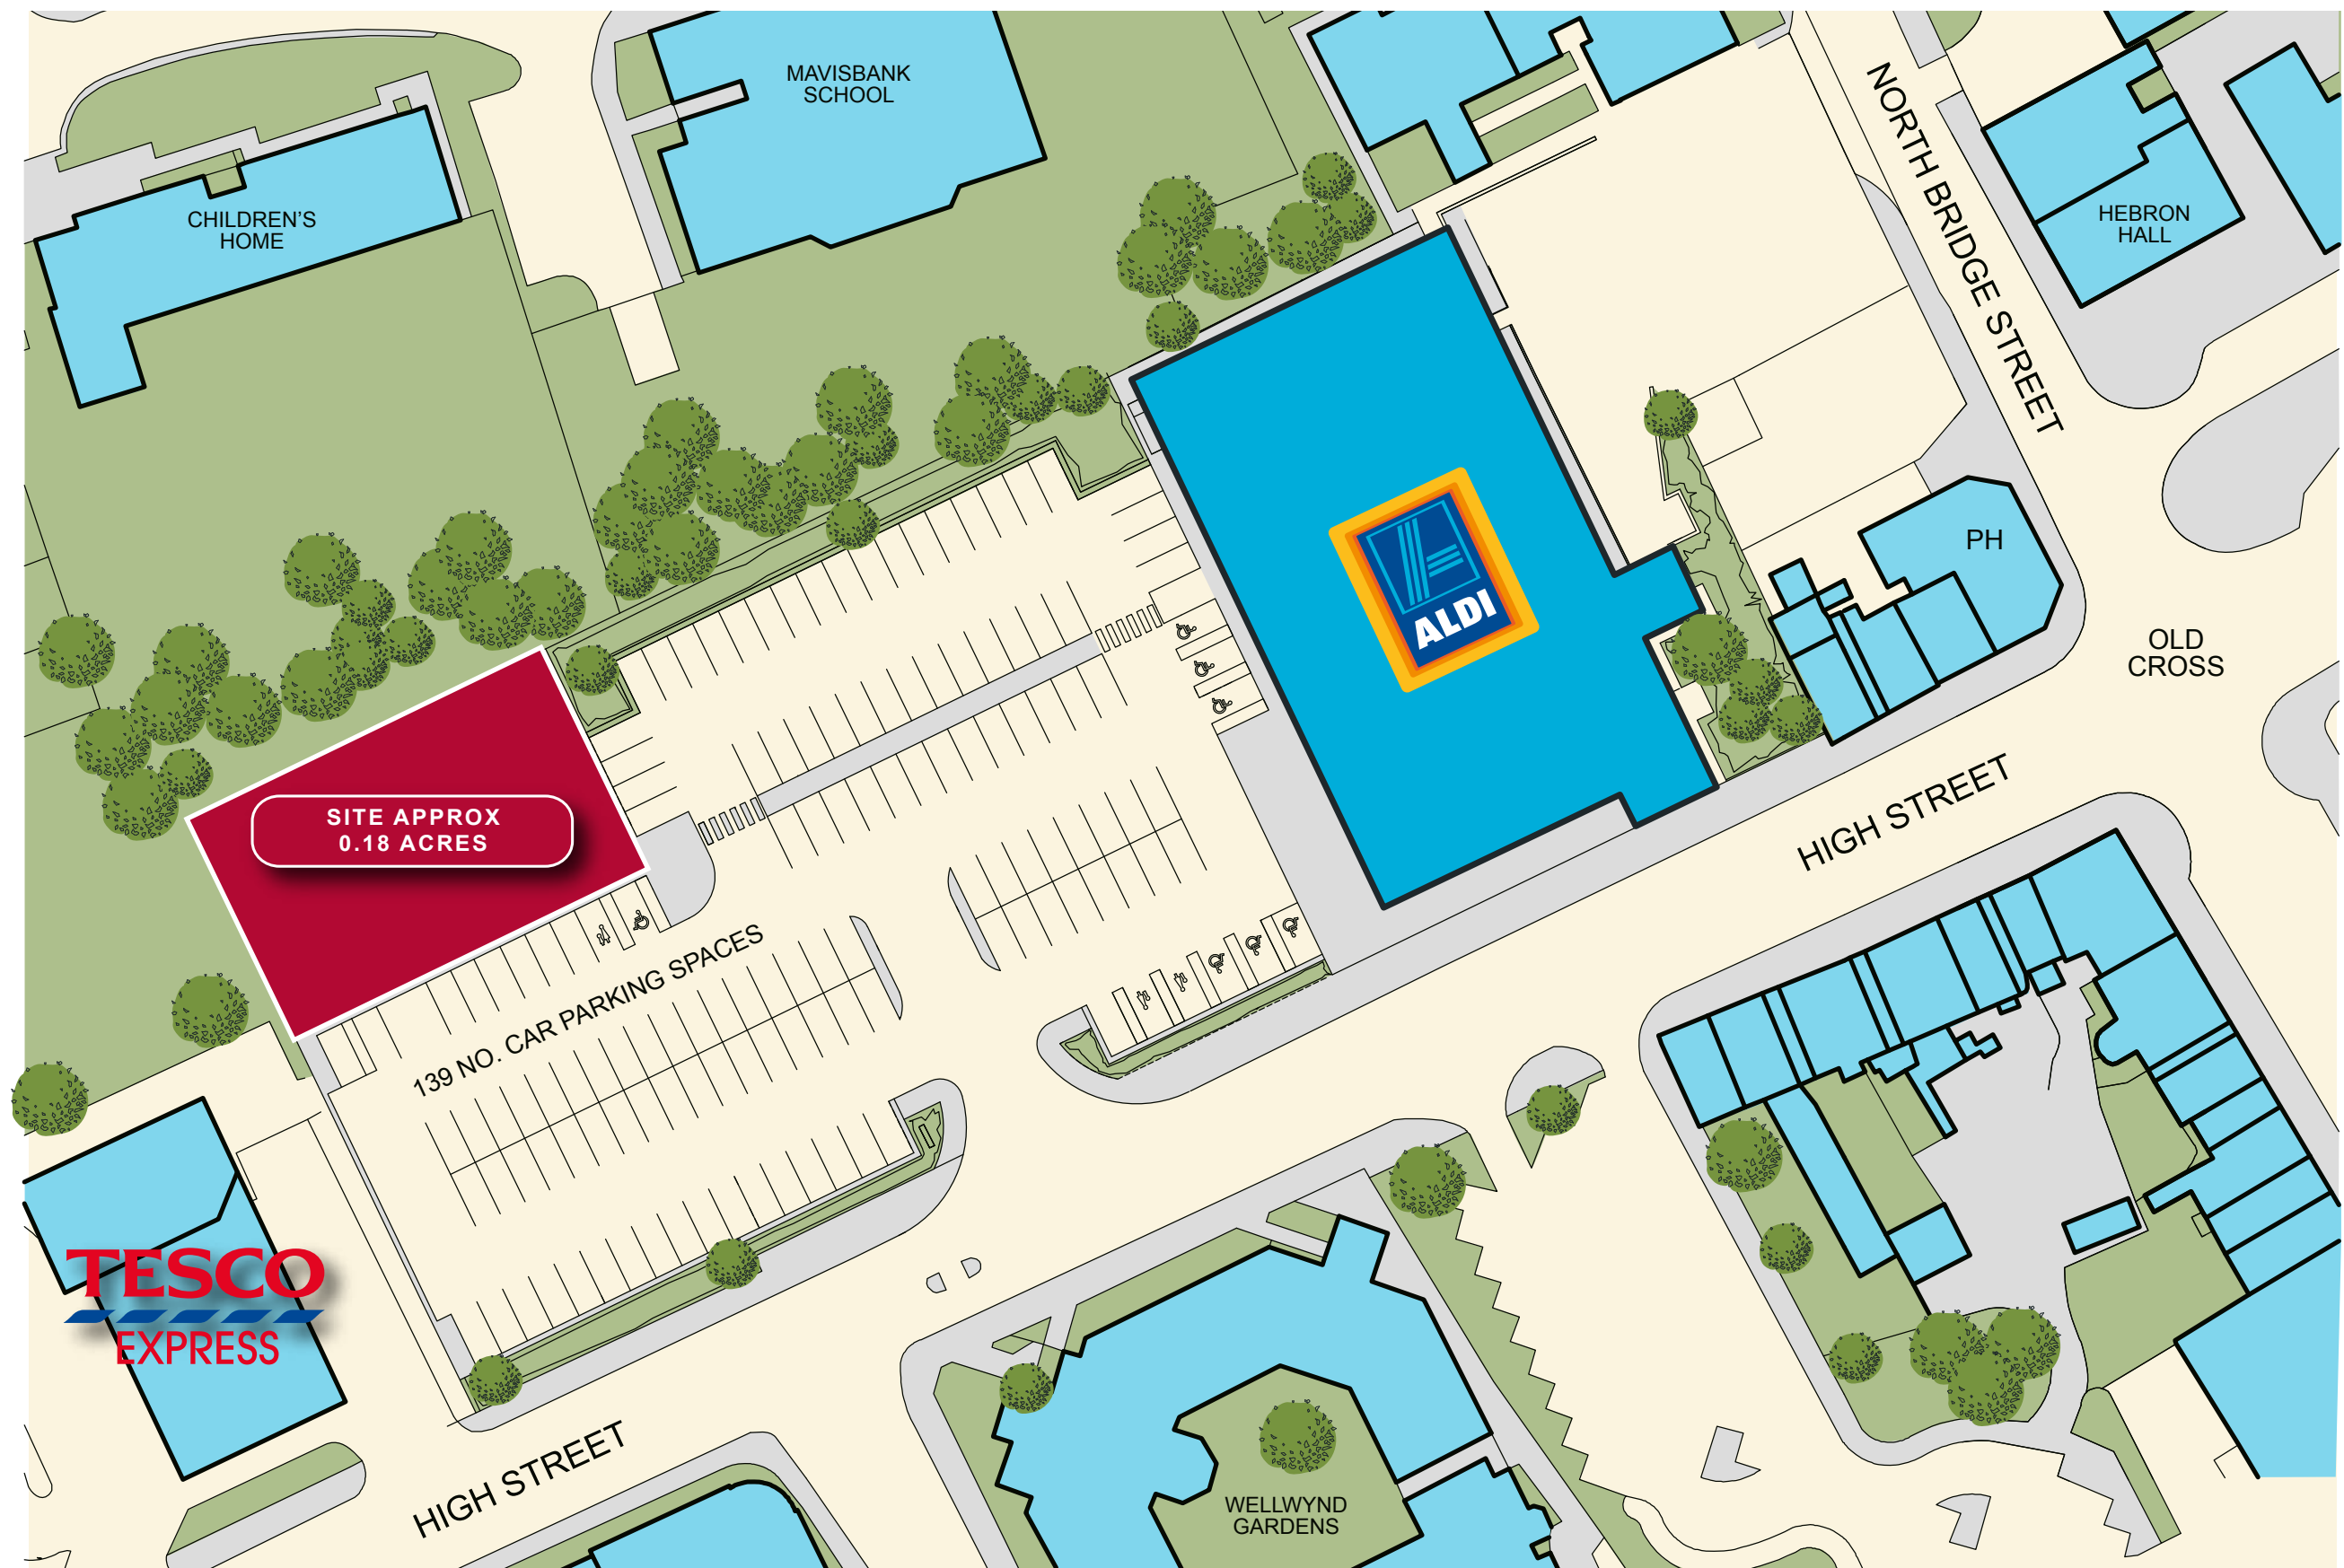 MAVISBANK
SCHOOL
CHILDREN'S
HOME
NORTH BRIDGE STREET
HEBRON
HALL
PH
ALDI
OLD
CROSS
SITE APPROX
0.18 ACRES
HIGH STREET
139 NO. CAR PARKING SPACES
TESCO
EXPRESS
HIGH STREET
WELLWYND
GARDENS